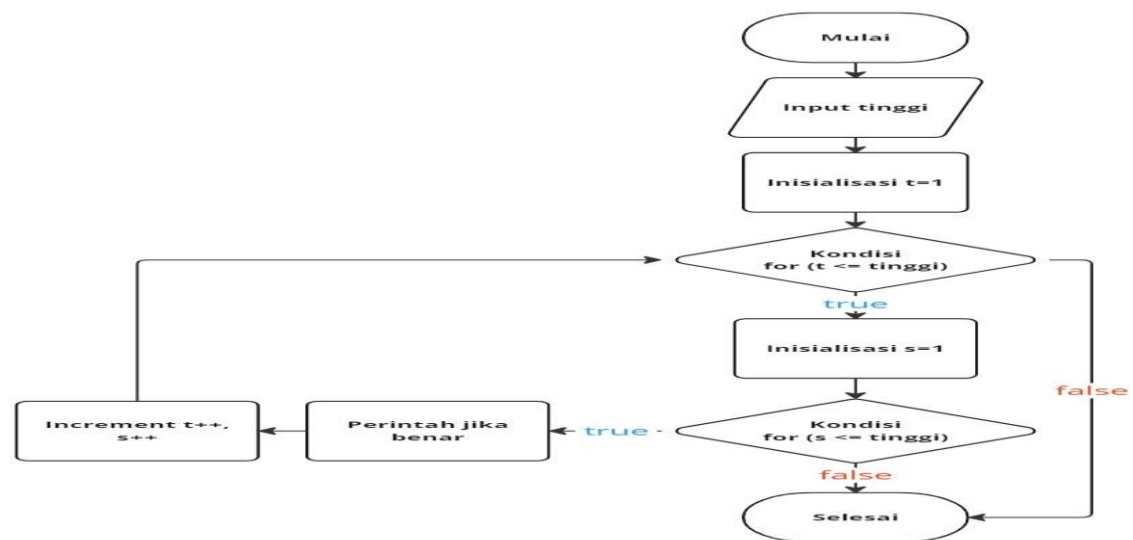 Mulai
Input tinggi
Inisialisasi t=1
Kondisi
for (t <= tinggi)
true
Inisialisasi s=1
false
Increment t++,
s++
Perintah jika
benar
true
Kondisi
for (s <= tinggi)
false
Selesai